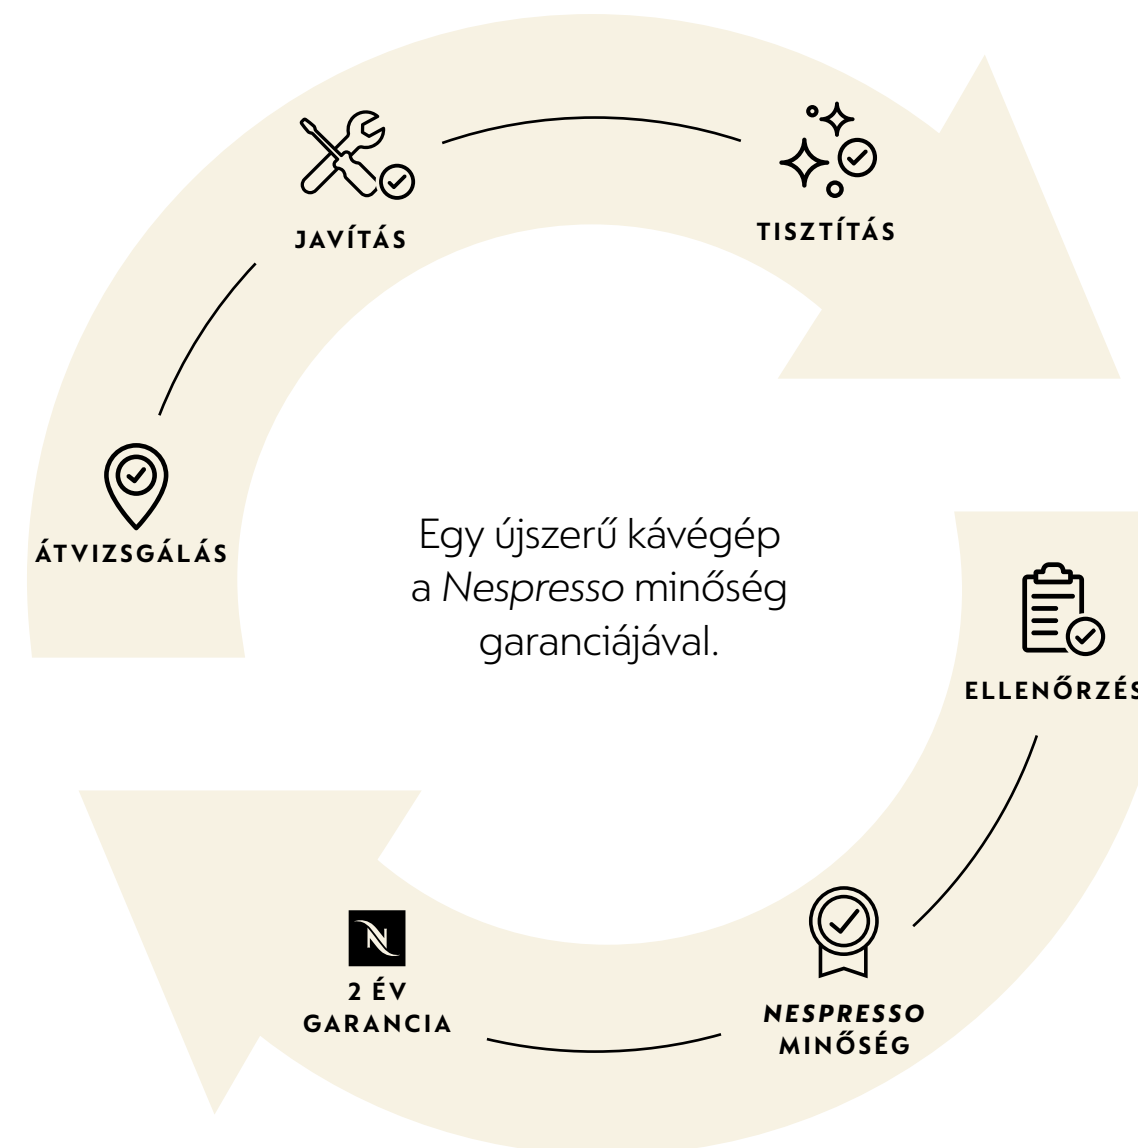 JAVÍTÁS
TISZTÍTÁS
ÁTVIZSGÁLÁS
Egy újszerű kávégép
a Nespresso minőség
garanciájával.
ELLENŐRZÉS
NESPRESSO
MINŐSÉG
2 ÉV
GARANCIA